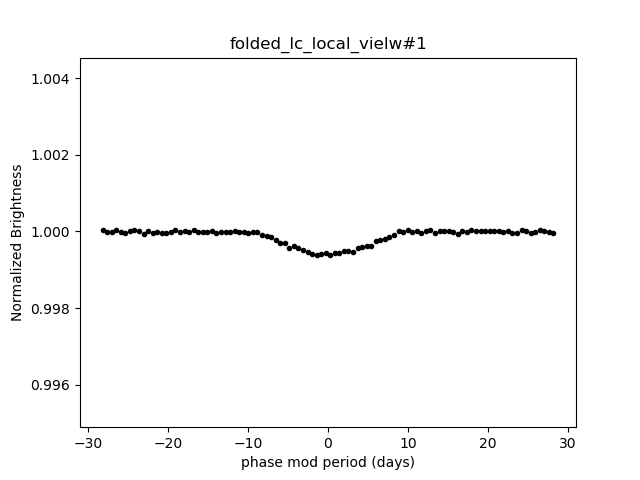 folded_lc_local_vielw#1
1.004
1.002
1.000
0.998
0.996
Normalized Brightness
−30 −20 −10 0 10 20 30
phase mod period (days)